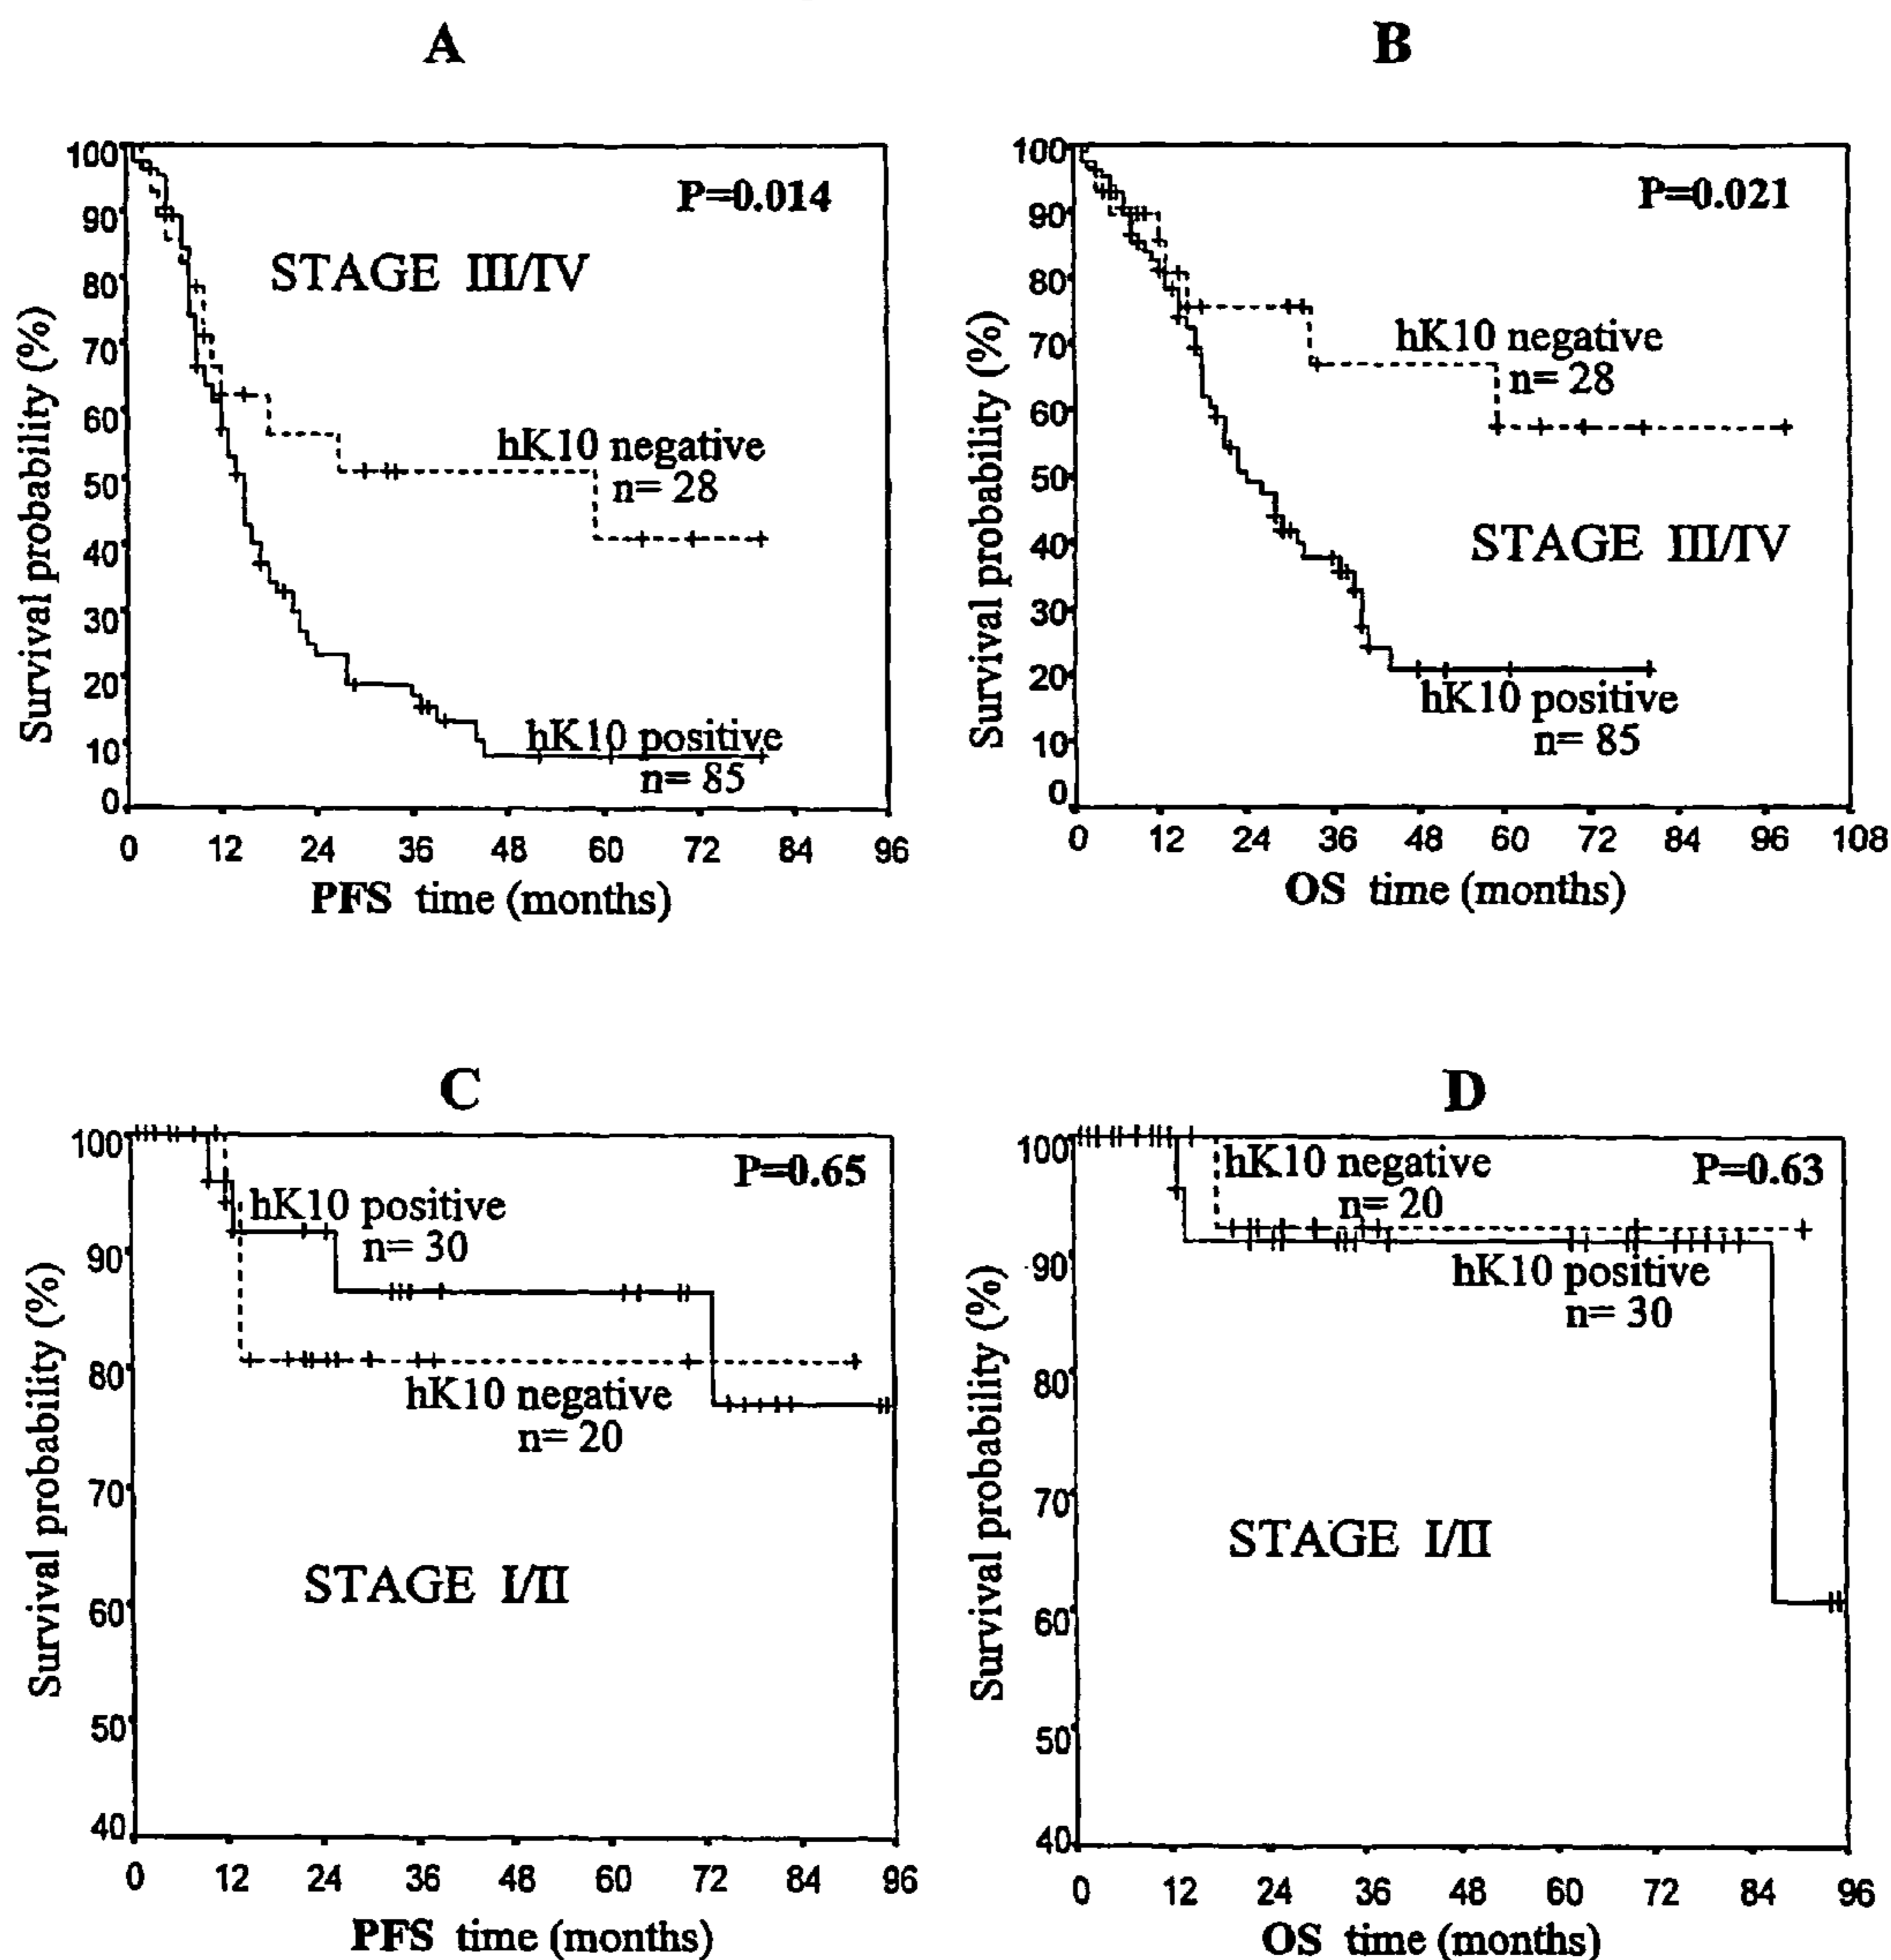 A
Survival probability (%)
100
90
80
70
60
50
40
30
20
10
0
P=0.014
STAGE III/IV
hK10 negative
n= 28
hK10 positive
n= 85
0 12 24 36 48 60 72 84 96
PFS time (months)
B
Survival probability (%)
100
90
80
70
60
50
40
30
20
10
0
P=0.021
hK10 negative
n= 28
STAGE III/IV
hK10 positive
n= 85
0 12 24 36 48 60 72 84 96 108
OS time (months)
C
Survival probability (%)
100
90
80
70
60
50
40
P=0.65
hK10 positive
n= 30
hK10 negative
n= 20
STAGE I/II
0 12 24 36 48 60 72 84 96
PFS time (months)
D
Survival probability (%)
100
90
80
70
60
50
40
hK10 negative
n= 20
P=0.63
hK10 positive
n= 30
STAGE I/II
0 12 24 36 48 60 72 84 96
OS time (months)